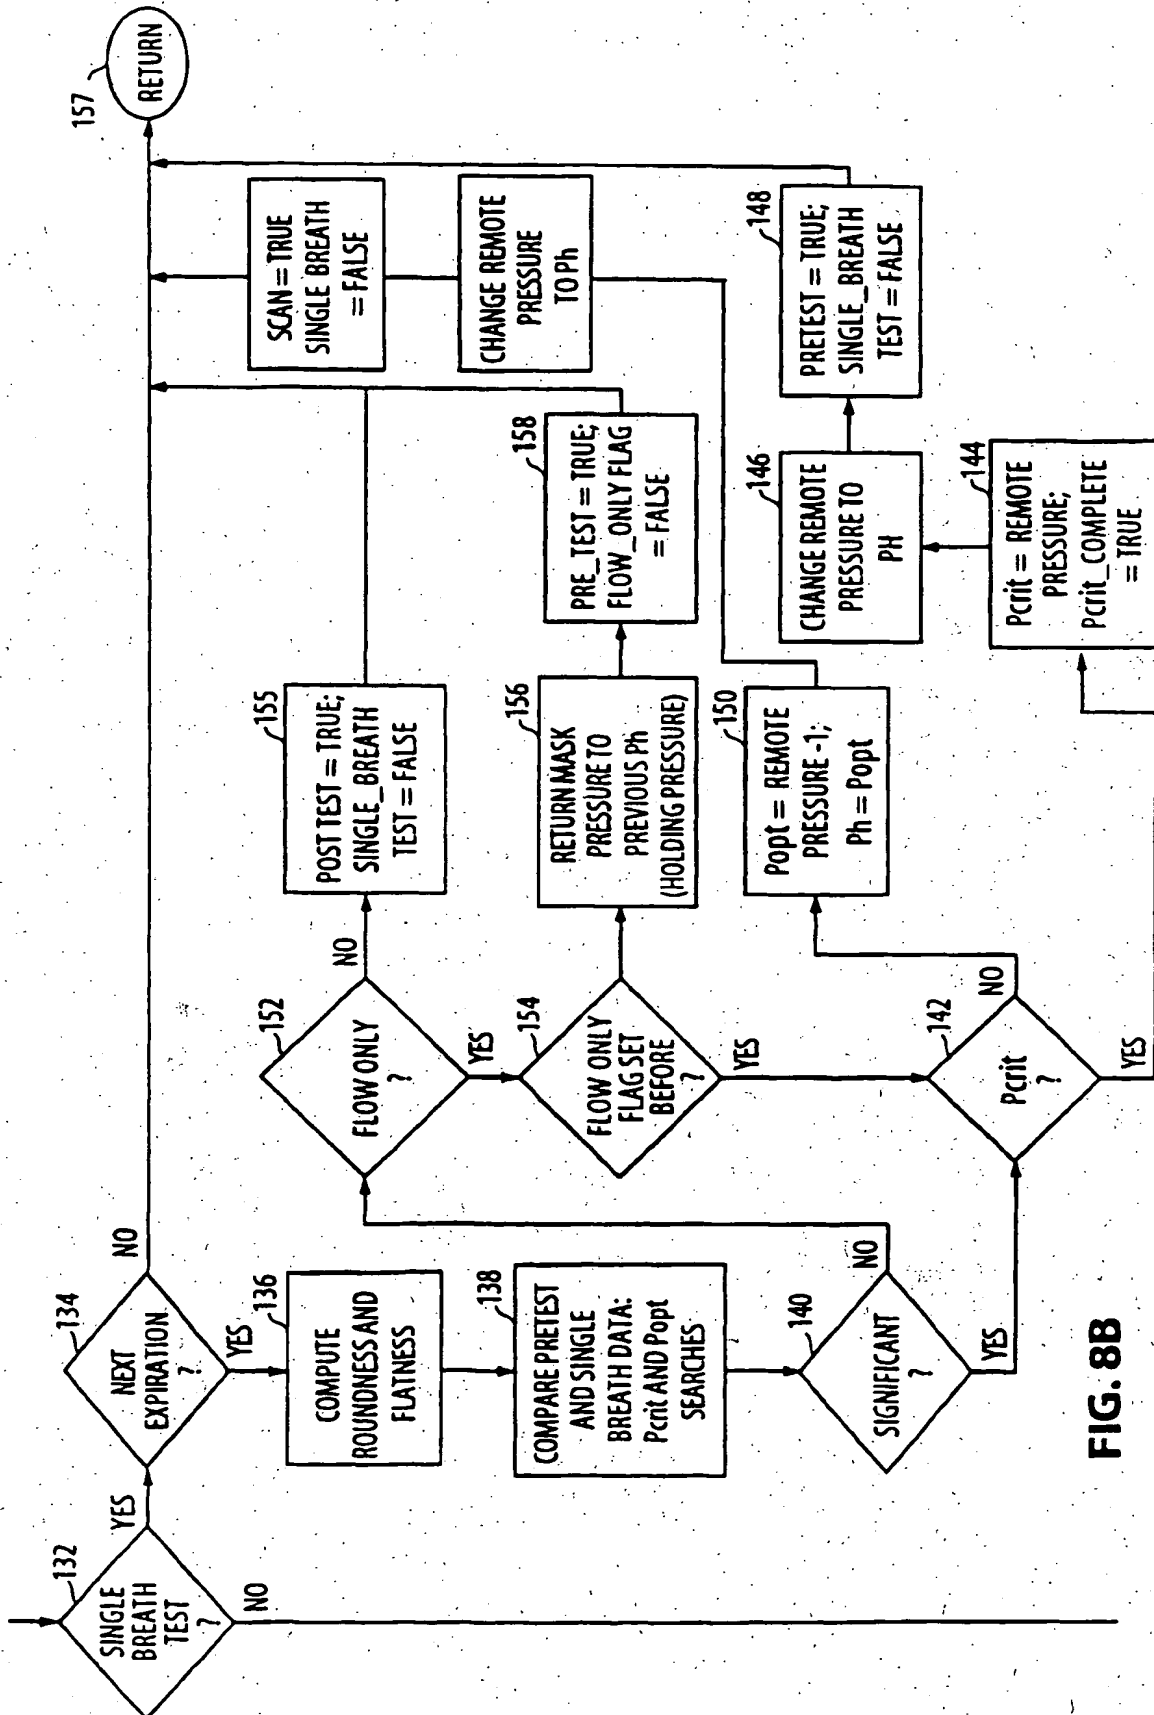 132
SINGLE
BREATH
TEST
?
YES
NO
134
NEXT
EXPIRATION
?
NO
YES
157
RETURN
136
COMPUTE
ROUNDNESS AND
FLATNESS
138
COMPARE PRETEST
AND SINGLE
BREATH DATA:
Pcrit AND Popt
SEARCHES
140
SIGNIFICANT
?
NO
YES
152
FLOW ONLY
?
NO
YES
155
POST TEST = TRUE;
SINGLE_BREATH
TEST = FALSE
154
FLOW ONLY
FLAG SET
BEFORE
?
YES
156
RETURN MASK
PRESSURE TO
PREVIOUS Ph
(HOLDING PRESSURE)
158
PRE_TEST = TRUE;
FLOW_ONLY FLAG
= FALSE
142
Pcrit
?
NO
YES
150
Popt = REMOTE
PRESSURE -1;
Ph = Popt
CHANGE REMOTE
PRESSURE
TO Ph
SCAN = TRUE
SINGLE BREATH
= FALSE
144
Pcrit = REMOTE
PRESSURE;
Pcrit_COMPLETE
= TRUE
146
CHANGE REMOTE
PRESSURE TO
PH
148
PRETEST = TRUE;
SINGLE_BREATH
TEST = FALSE
FIG. 8B